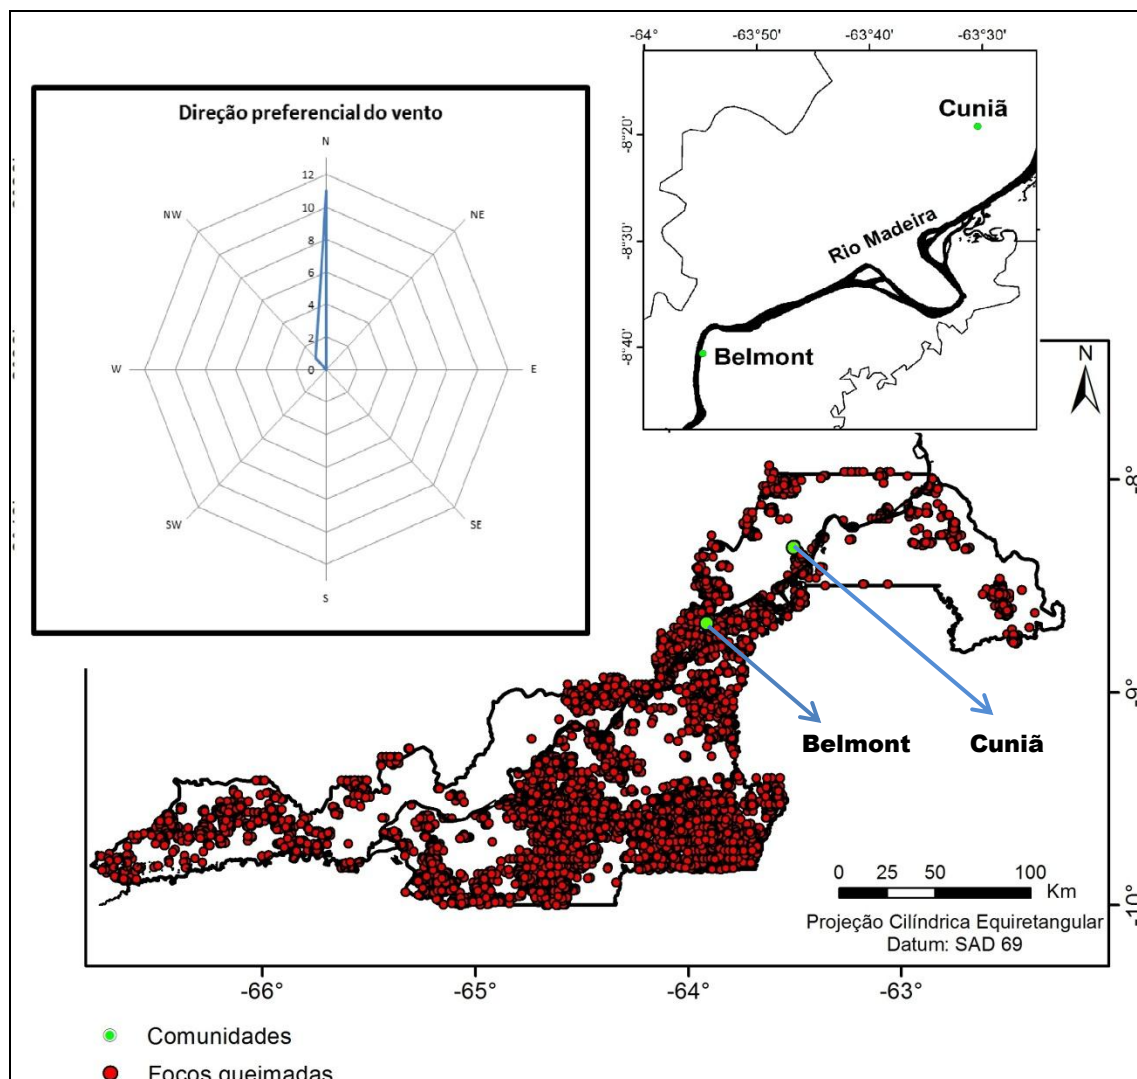 Direção preferencial do vento
N
NE
E
SE
S
SW
W
NW
12
10
8
6
4
2
0
-64°
-63°50'
-63°40'
-63°30'
-8°20'
-8°30'
-8°40'
Cuniã
Rio Madeira
Belmont
N
-8°
-9°
-10°
Belmont
Cuniã
0 25 50 100
Km
Projeção Cilíndrica Equiretangular
Datum: SAD 69
-66°
-65°
-64°
-63°
Comunidades
Focos queimadas